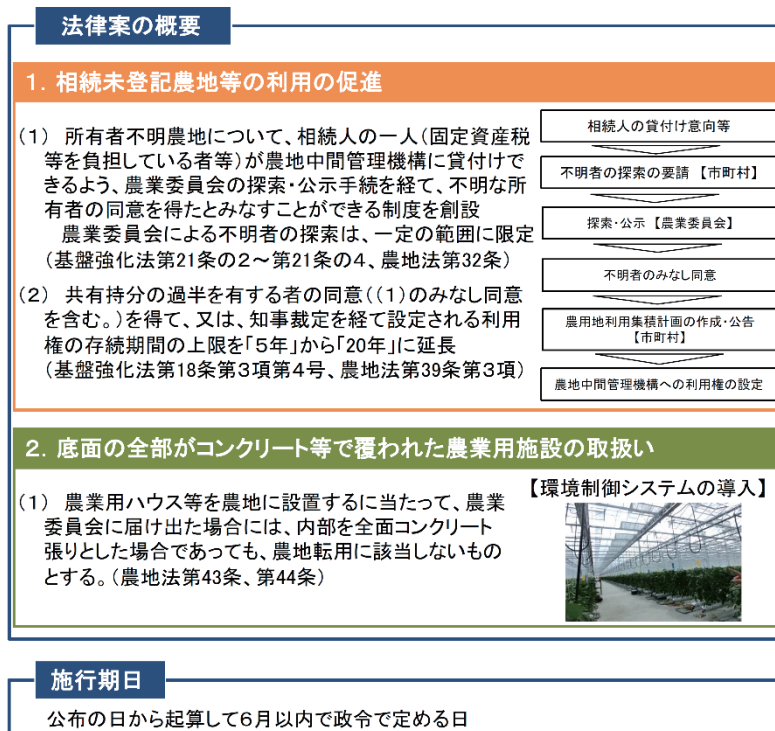 法律案の概要
1．相続未登記農地等の利用の促進
（1） 所有者不明農地について、相続人の一人（固定資産税
等を負担している者等）が農地中間管理機構に貸付けで
きるよう、農業委員会の探索・公示手続を経て、不明な所
有者の同意を得たとみなすことができる制度を創設
農業委員会による不明者の探索は、一定の範囲に限定
（基盤強化法第21条の2～第21条の4、農地法第32条）
（2） 共有持分の過半を有する者の同意（（1）のみなし同意
を含む。）を得て、又は、知事裁定を経て設定される利用
権の存続期間の上限を「5年」から「20年」に延長
（基盤強化法第18条第3項第4号、農地法第39条第3項）
相続人の貸付け意向等
不明者の探索の要請 【市町村】
探索・公示 【農業委員会】
不明者のみなし同意
農用地利用集積計画の作成・公告
【市町村】
農地中間管理機構への利用権の設定
2．底面の全部がコンクリート等で覆われた農業用施設の取扱い
（1） 農業用ハウス等を農地に設置するに当たって、農業
委員会に届け出た場合には、内部を全面コンクリート
張りとした場合であっても、農地転用に該当しないもの
とする。（農地法第43条、第44条）
【環境制御システムの導入】
施行期日
公布の日から起算して6月以内で政令で定める日